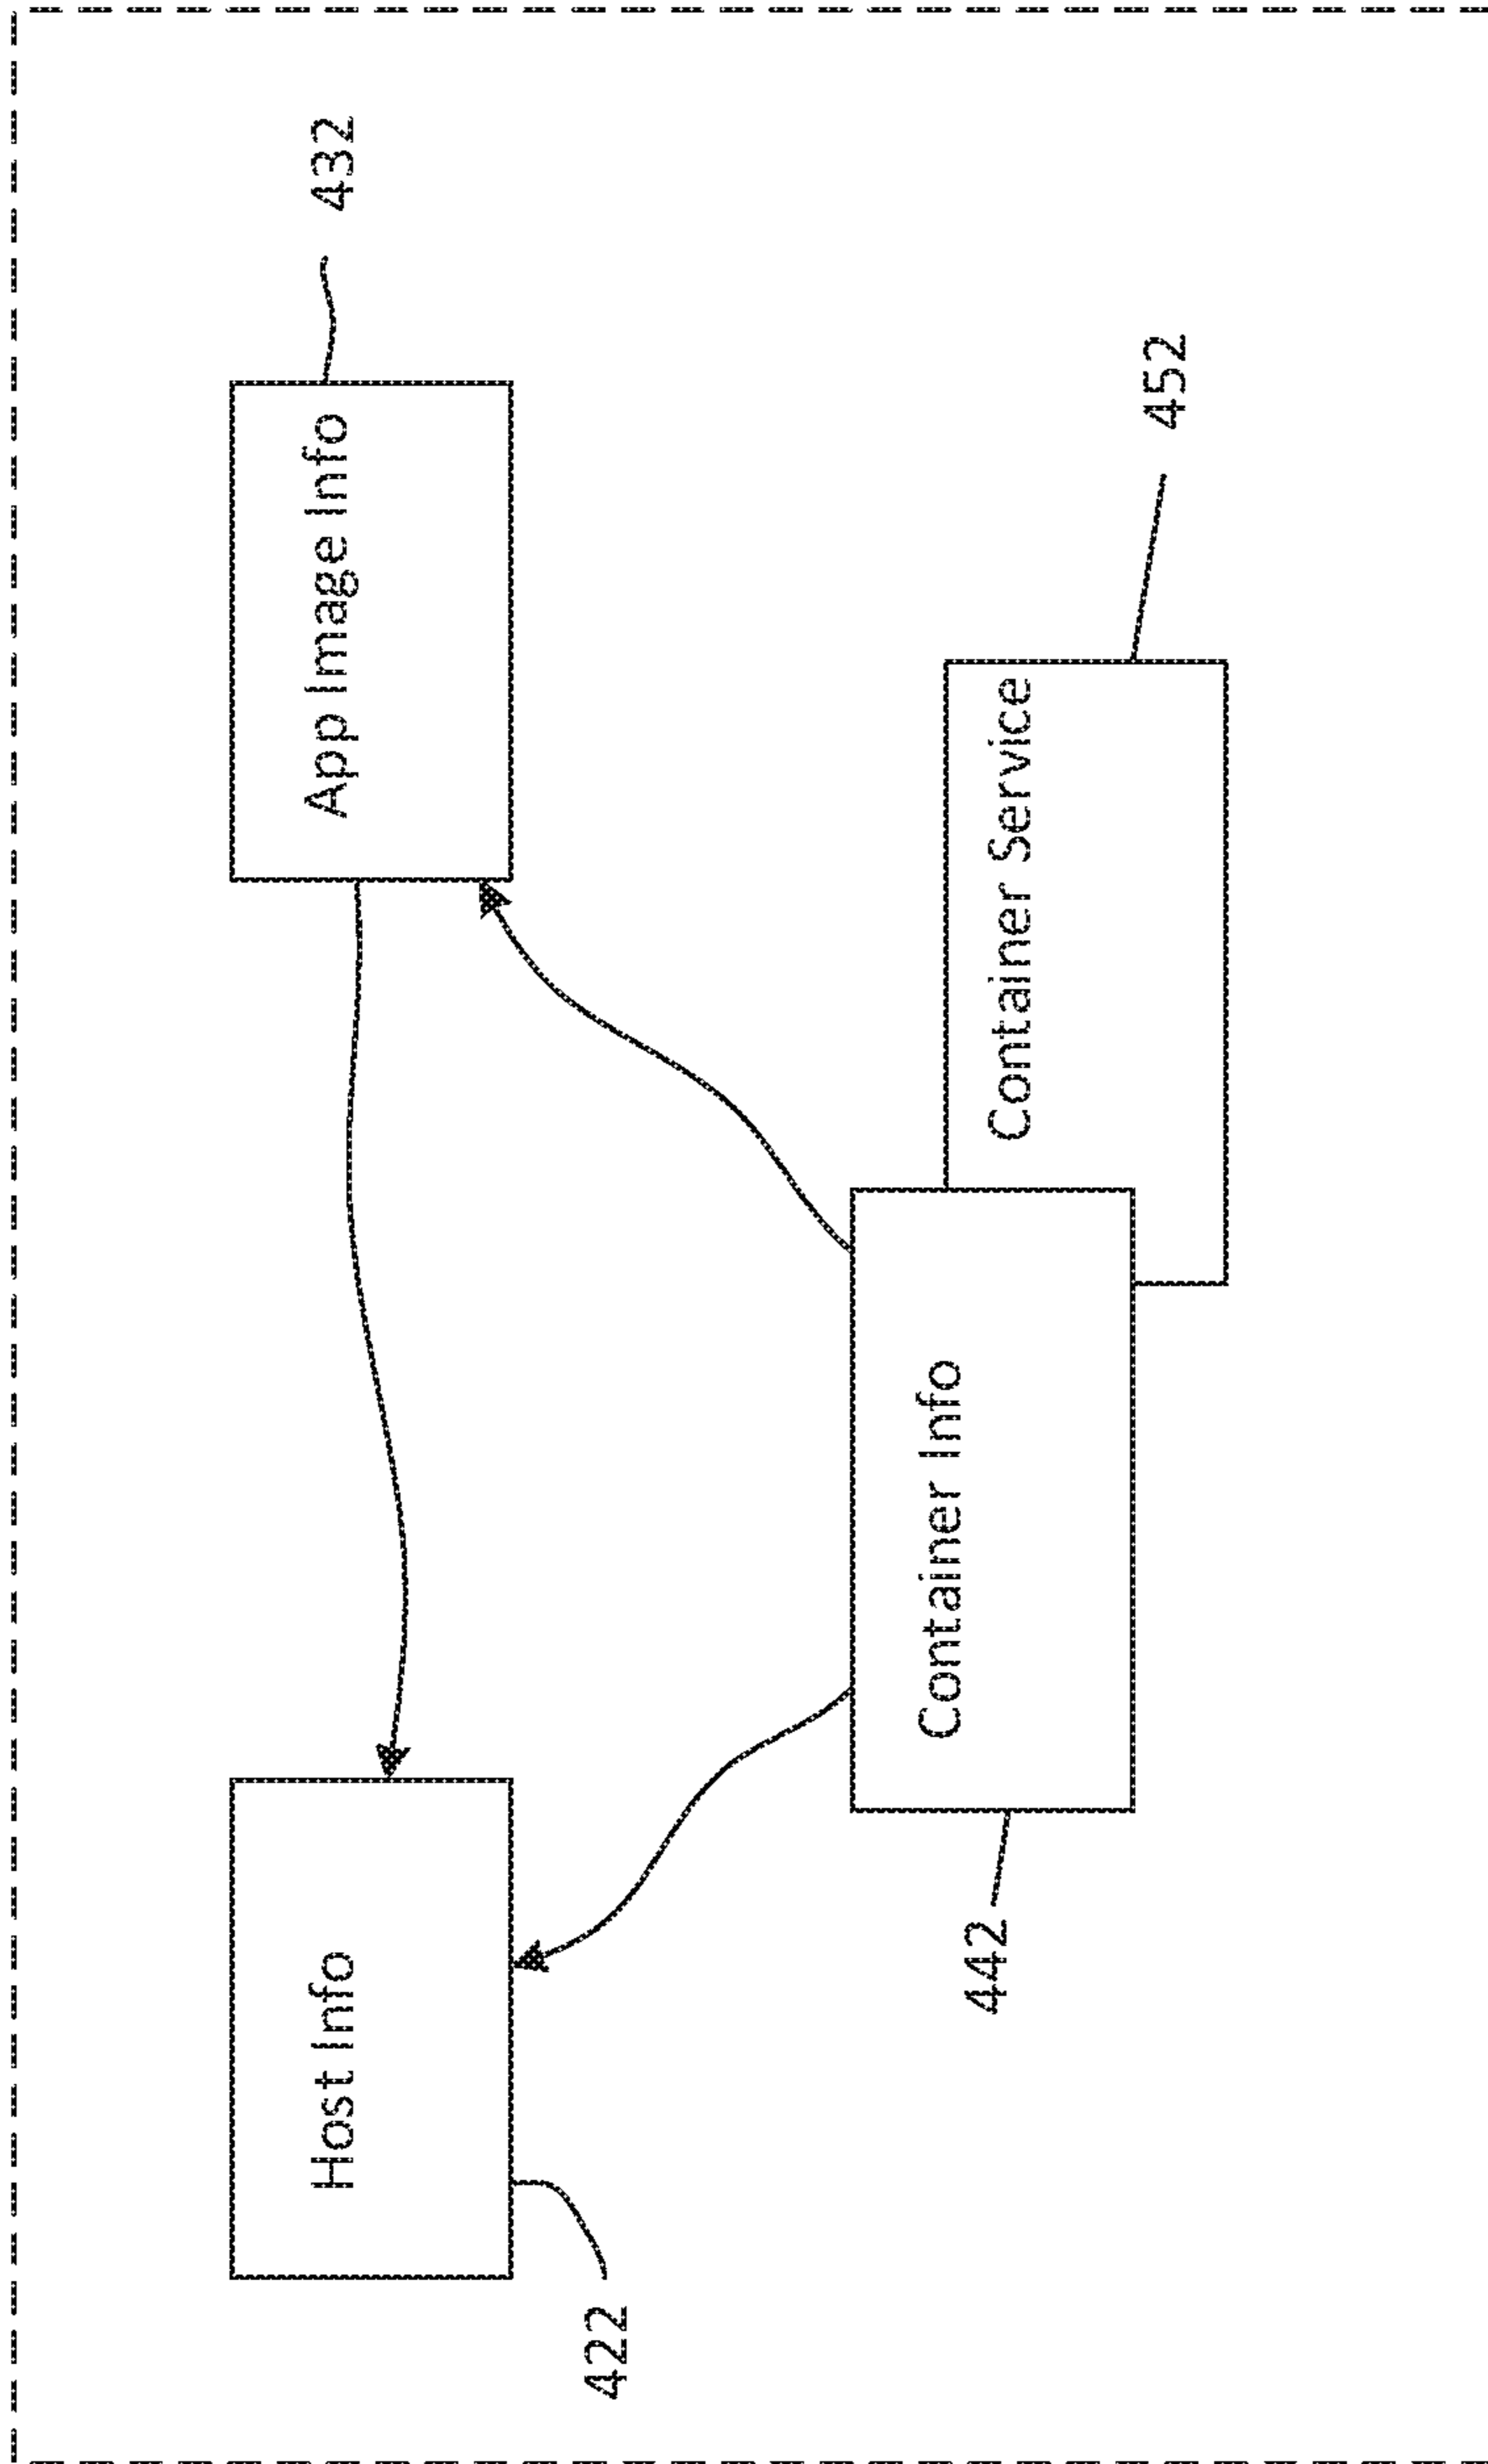 Host Info
App Image Info
432
422
Container Info
Container Service
442
452